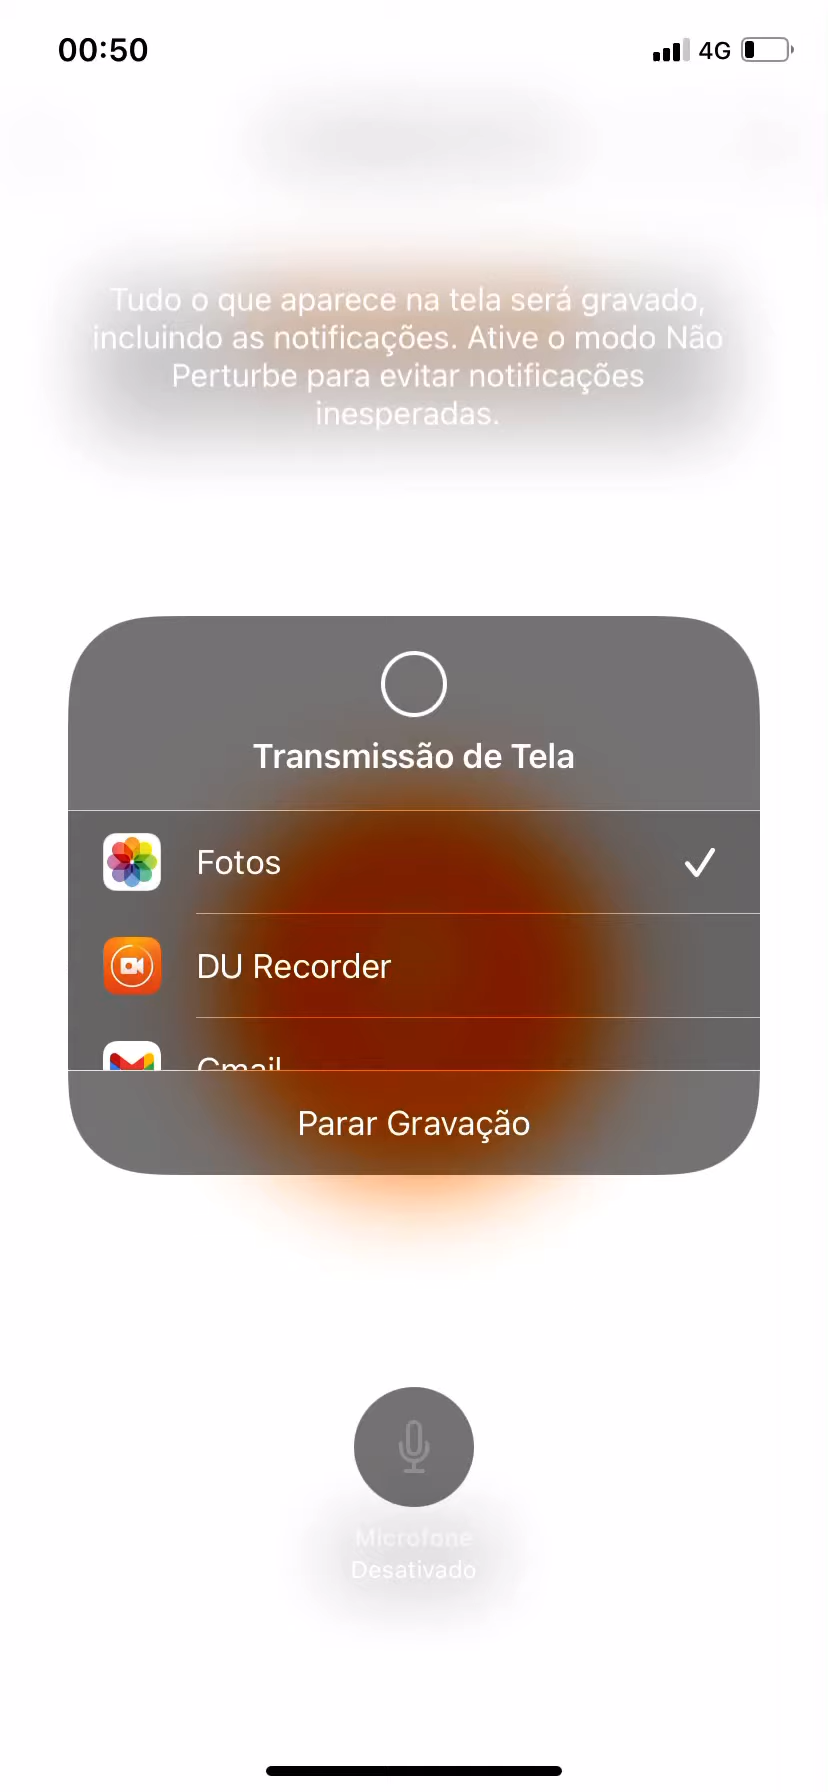 00:50
4G
Tudo o que aparece na tela será gravado,
incluindo as notificações. Ative o modo Não
Perturbe para evitar notificações
inesperadas.
Transmissão de Tela
Fotos
DU Recorder
Gmail
Parar Gravação
Microfone
Desativado